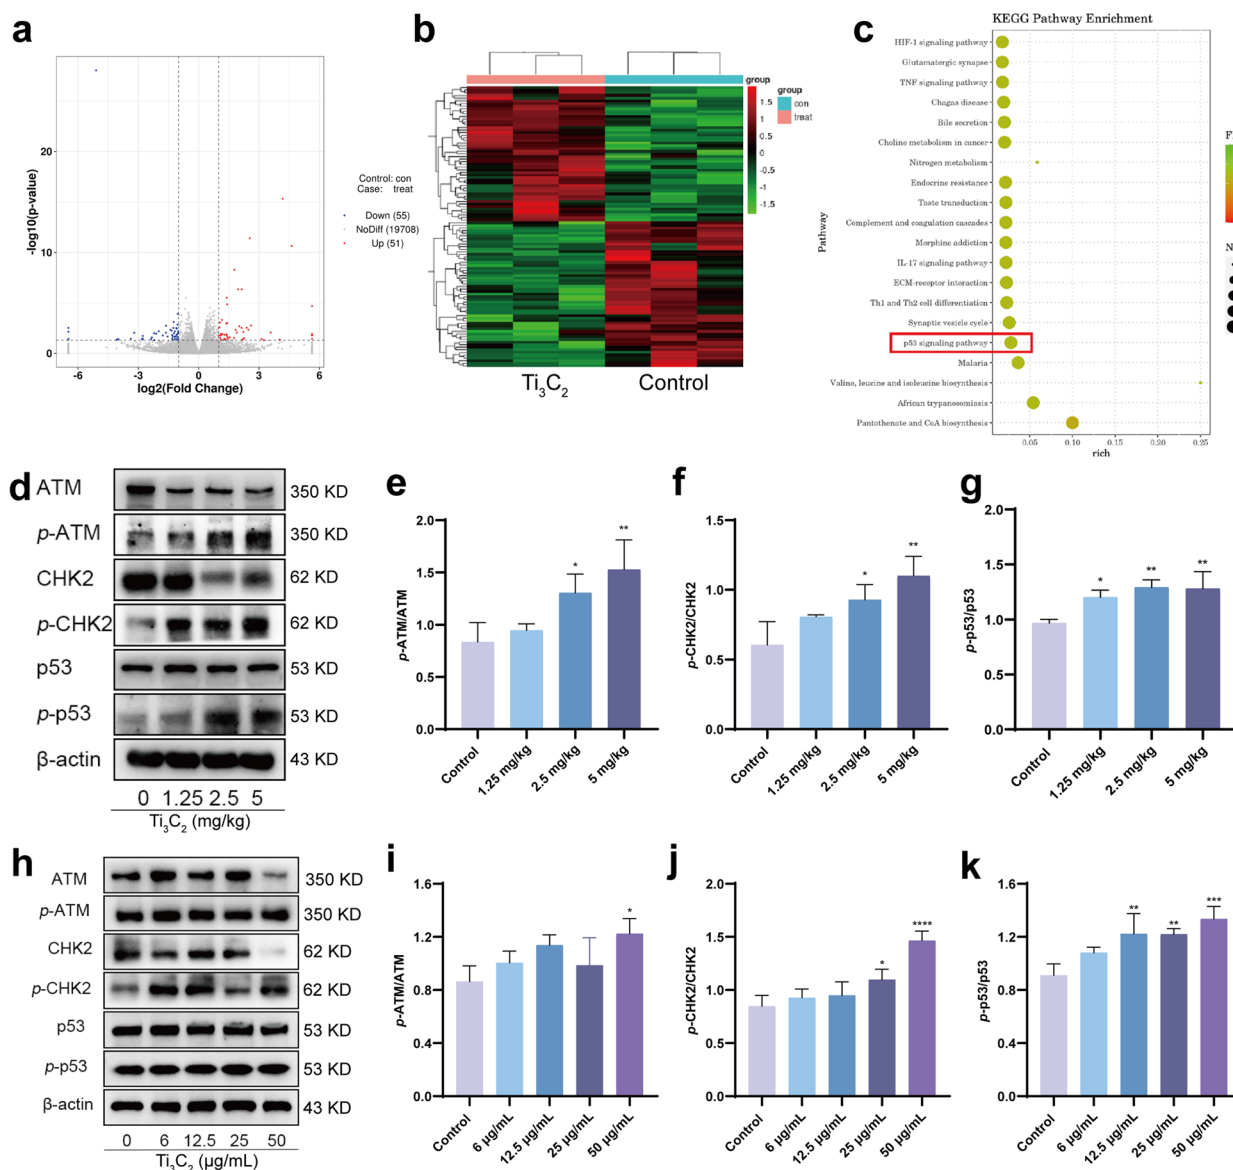 a
-log10(p-value)
20
10
0
-6
-3
0
3
6
log2(Fold Change)
Control: con
Case: treat
Down (55)
NoDiff (19708)
Up (51)
b
group
1.5
1
0.5
0
-0.5
-1
-1.5
group
con
treat
Ti₃C₂
Control
c
KEGG Pathway Enrichment
Pathway
HIF-1 signaling pathway
Glutamatergic synapse
TNF signaling pathway
Chagas disease
Bile secretion
Choline metabolism in cancer
Nitrogen metabolism
Endocrine resistance
Taste transduction
Complement and coagulation cascades
Morphine addiction
IL-17 signaling pathway
ECM-receptor interaction
Th1 and Th2 cell differentiation
Synaptic vesicle cycle
p53 signaling pathway
Malaria
Valine, leucine and isoleucine biosynthesis
African trypanosomiasis
Pantothenate and CoA biosynthesis
0.05
0.10
0.15
0.20
0.25
rich
d
ATM 350 KD
p-ATM 350 KD
CHK2 62 KD
p-CHK2 62 KD
p53 53 KD
p-p53 53 KD
β-actin 43 KD
0 1.25 2.5 5
Ti₃C₂ (mg/kg)
e
p-ATM/ATM
2.0
1.5
1.0
0.5
0.0
*
**
Control
1.25 mg/kg
2.5 mg/kg
5 mg/kg
f
p-CHK2/CHK2
1.5
1.0
0.5
0.0
*
**
Control
1.25 mg/kg
2.5 mg/kg
5 mg/kg
g
p-p53/p53
2.0
1.5
1.0
0.5
0.0
*
**
**
Control
1.25 mg/kg
2.5 mg/kg
5 mg/kg
h
ATM 350 KD
p-ATM 350 KD
CHK2 62 KD
p-CHK2 62 KD
p53 53 KD
p-p53 53 KD
β-actin 43 KD
0 6 12.5 25 50
Ti₃C₂ (µg/mL)
i
p-ATM/ATM
1.6
1.2
0.8
0.4
0.0
*
Control
6 µg/mL
12.5 µg/mL
25 µg/mL
50 µg/mL
j
p-CHK2/CHK2
2.0
1.5
1.0
0.5
0.0
*
****
Control
6 µg/mL
12.5 µg/mL
25 µg/mL
50 µg/mL
k
p-p53/p53
1.6
1.2
0.8
0.4
0.0
**
**
***
Control
6 µg/mL
12.5 µg/mL
25 µg/mL
50 µg/mL